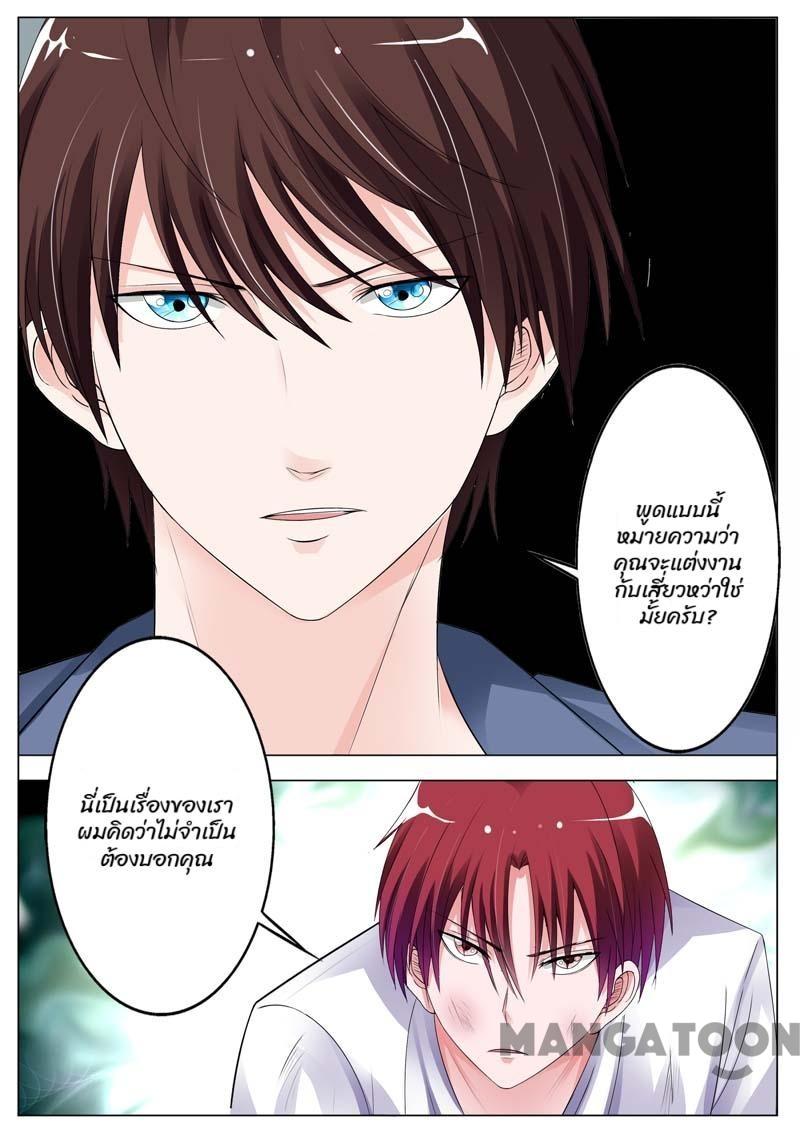 พูดแบบนี้
หมายความว่า
คุณจะแต่งงาน
กับเสี่ยวหว่าใช่
มั้ยครับ?
นี่เป็นเรื่องของเรา
ผมคิดว่าไม่จำเป็น
ต้องบอกคุณ
MANGATOON